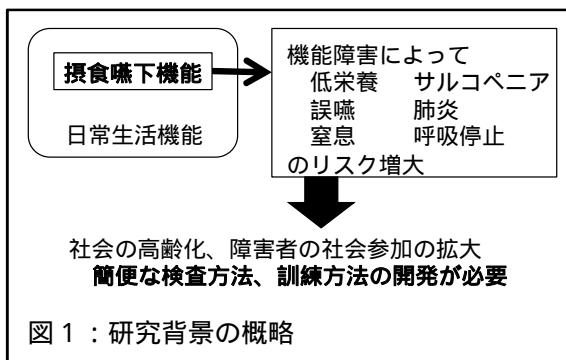 摂食嚥下機能
日常生活機能
機能障害によって
低栄養 サルコペニア
誤嚥 肺炎
窒息 呼吸停止
のリスク増大
社会の高齢化、障害者の社会参加の拡大
簡便な検査方法、訓練方法の開発が必要
図1：研究背景の概略